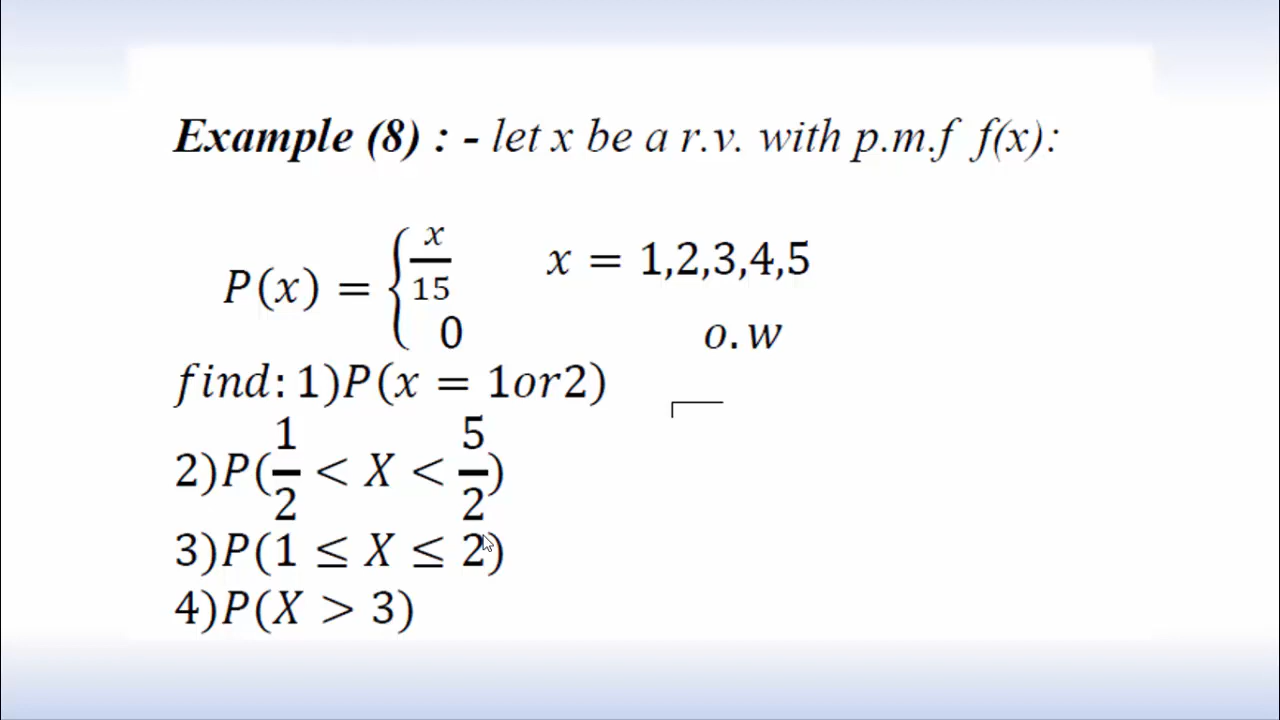 Example (8) : - let x be a r.v. with p.m.f f(x):
P(x) = { x/15 x = 1,2,3,4,5
0 o.w
find: 1)P(x = 1or2)
2)P(1/2 < X < 5/2)
3)P(1 ≤ X ≤ 2)
4)P(X > 3)